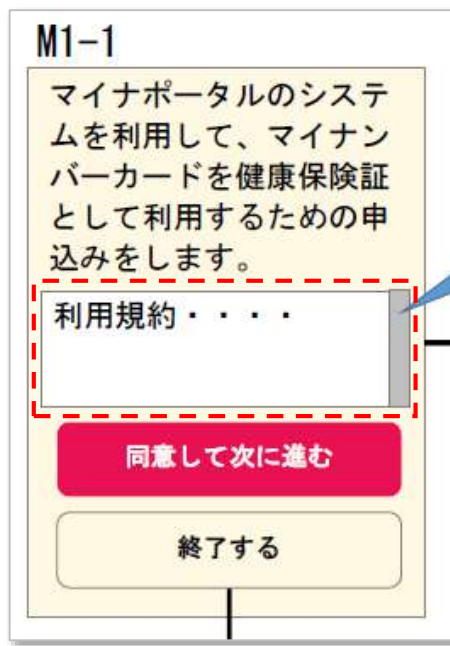 M1-1
マイナポータルのシステ
ムを利用して、マイナン
バーカードを健康保険証
として利用するための申
込みをします。
利用規約・・・・
同意して次に進む
終了する